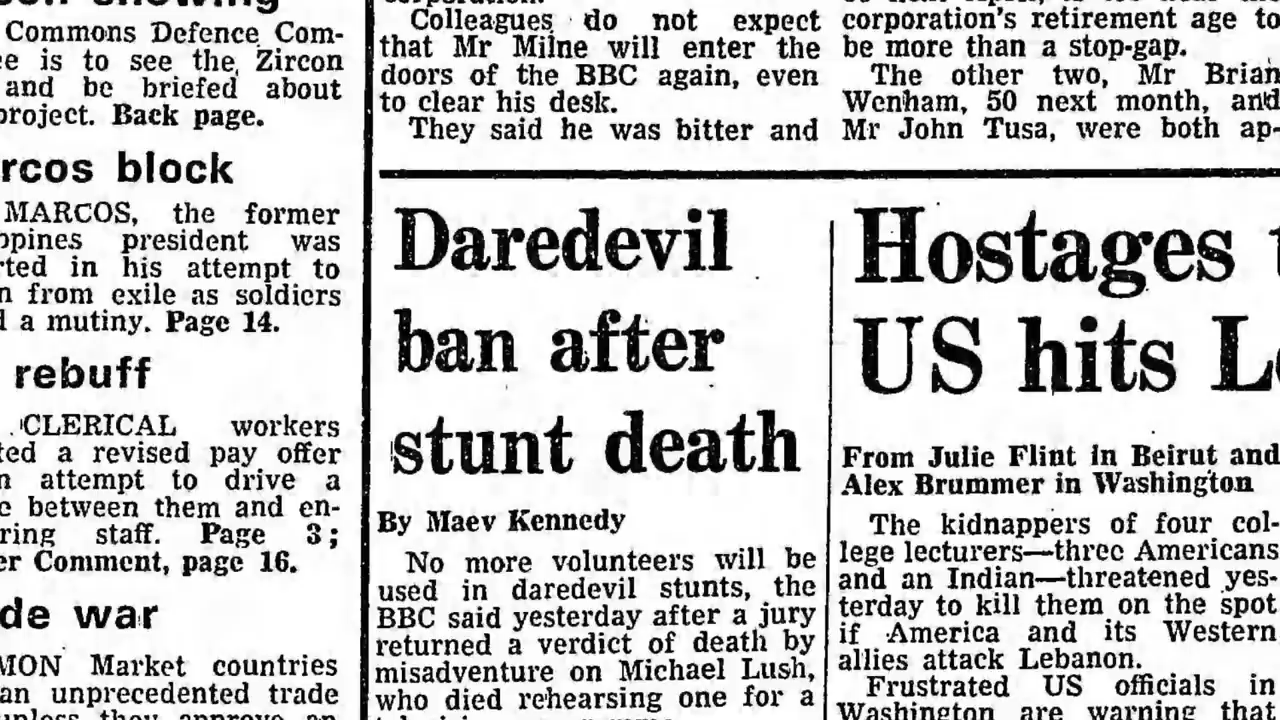 Commons Defence Com-
is to see the Zircon
and be briefed about
project. Back page.
block
MARCOS, the former
president was
in his attempt to
from exile as soldiers
a mutiny. Page 14.
rebuff
CLERICAL workers
a revised pay offer
attempt to drive a
between them and en-
staff. Page 3;
Comment, page 16.
war
Market countries
an unprecedented trade
Colleagues do not expect
that Mr Milne will enter the
doors of the BBC again, even
to clear his desk.
They said he was bitter and
corporation's retirement age to
be more than a stop-gap.
The other two, Mr Brian
Wenham, 50 next month, and
Mr John Tusa, were both ap-
Daredevil
ban after
stunt death
By Maev Kennedy
No more volunteers will be
used in daredevil stunts, the
BBC said yesterday after a jury
returned a verdict of death by
misadventure on Michael Lush,
who died rehearsing one for a
Hostages
US hits
From Julie Flint in Beirut and
Alex Brummer in Washington
The kidnappers of four col-
lege lecturers—three Americans
and an Indian—threatened yes-
terday to kill them on the spot
if America and its Western
allies attack Lebanon.
Frustrated US officials in
Washington are warning that